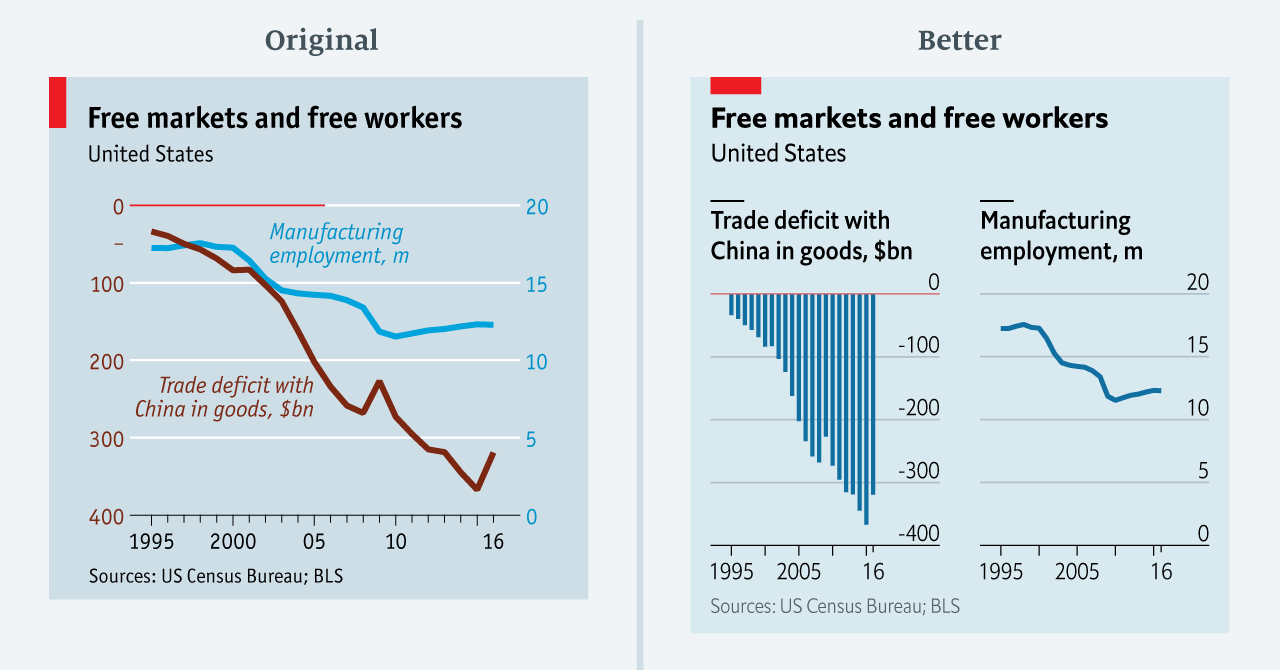 Original
Free markets and free workers
United States
0
–
100
200
300
400
20
15
10
5
0
Manufacturing
employment, m
Trade deficit with
China in goods, $bn
1995 2000 05 10 16
Sources: US Census Bureau; BLS
Better
Free markets and free workers
United States
Trade deficit with
China in goods, $bn
0
-100
-200
-300
-400
1995 2005 16
Manufacturing
employment, m
20
15
10
5
0
1995 2005 16
Sources: US Census Bureau; BLS